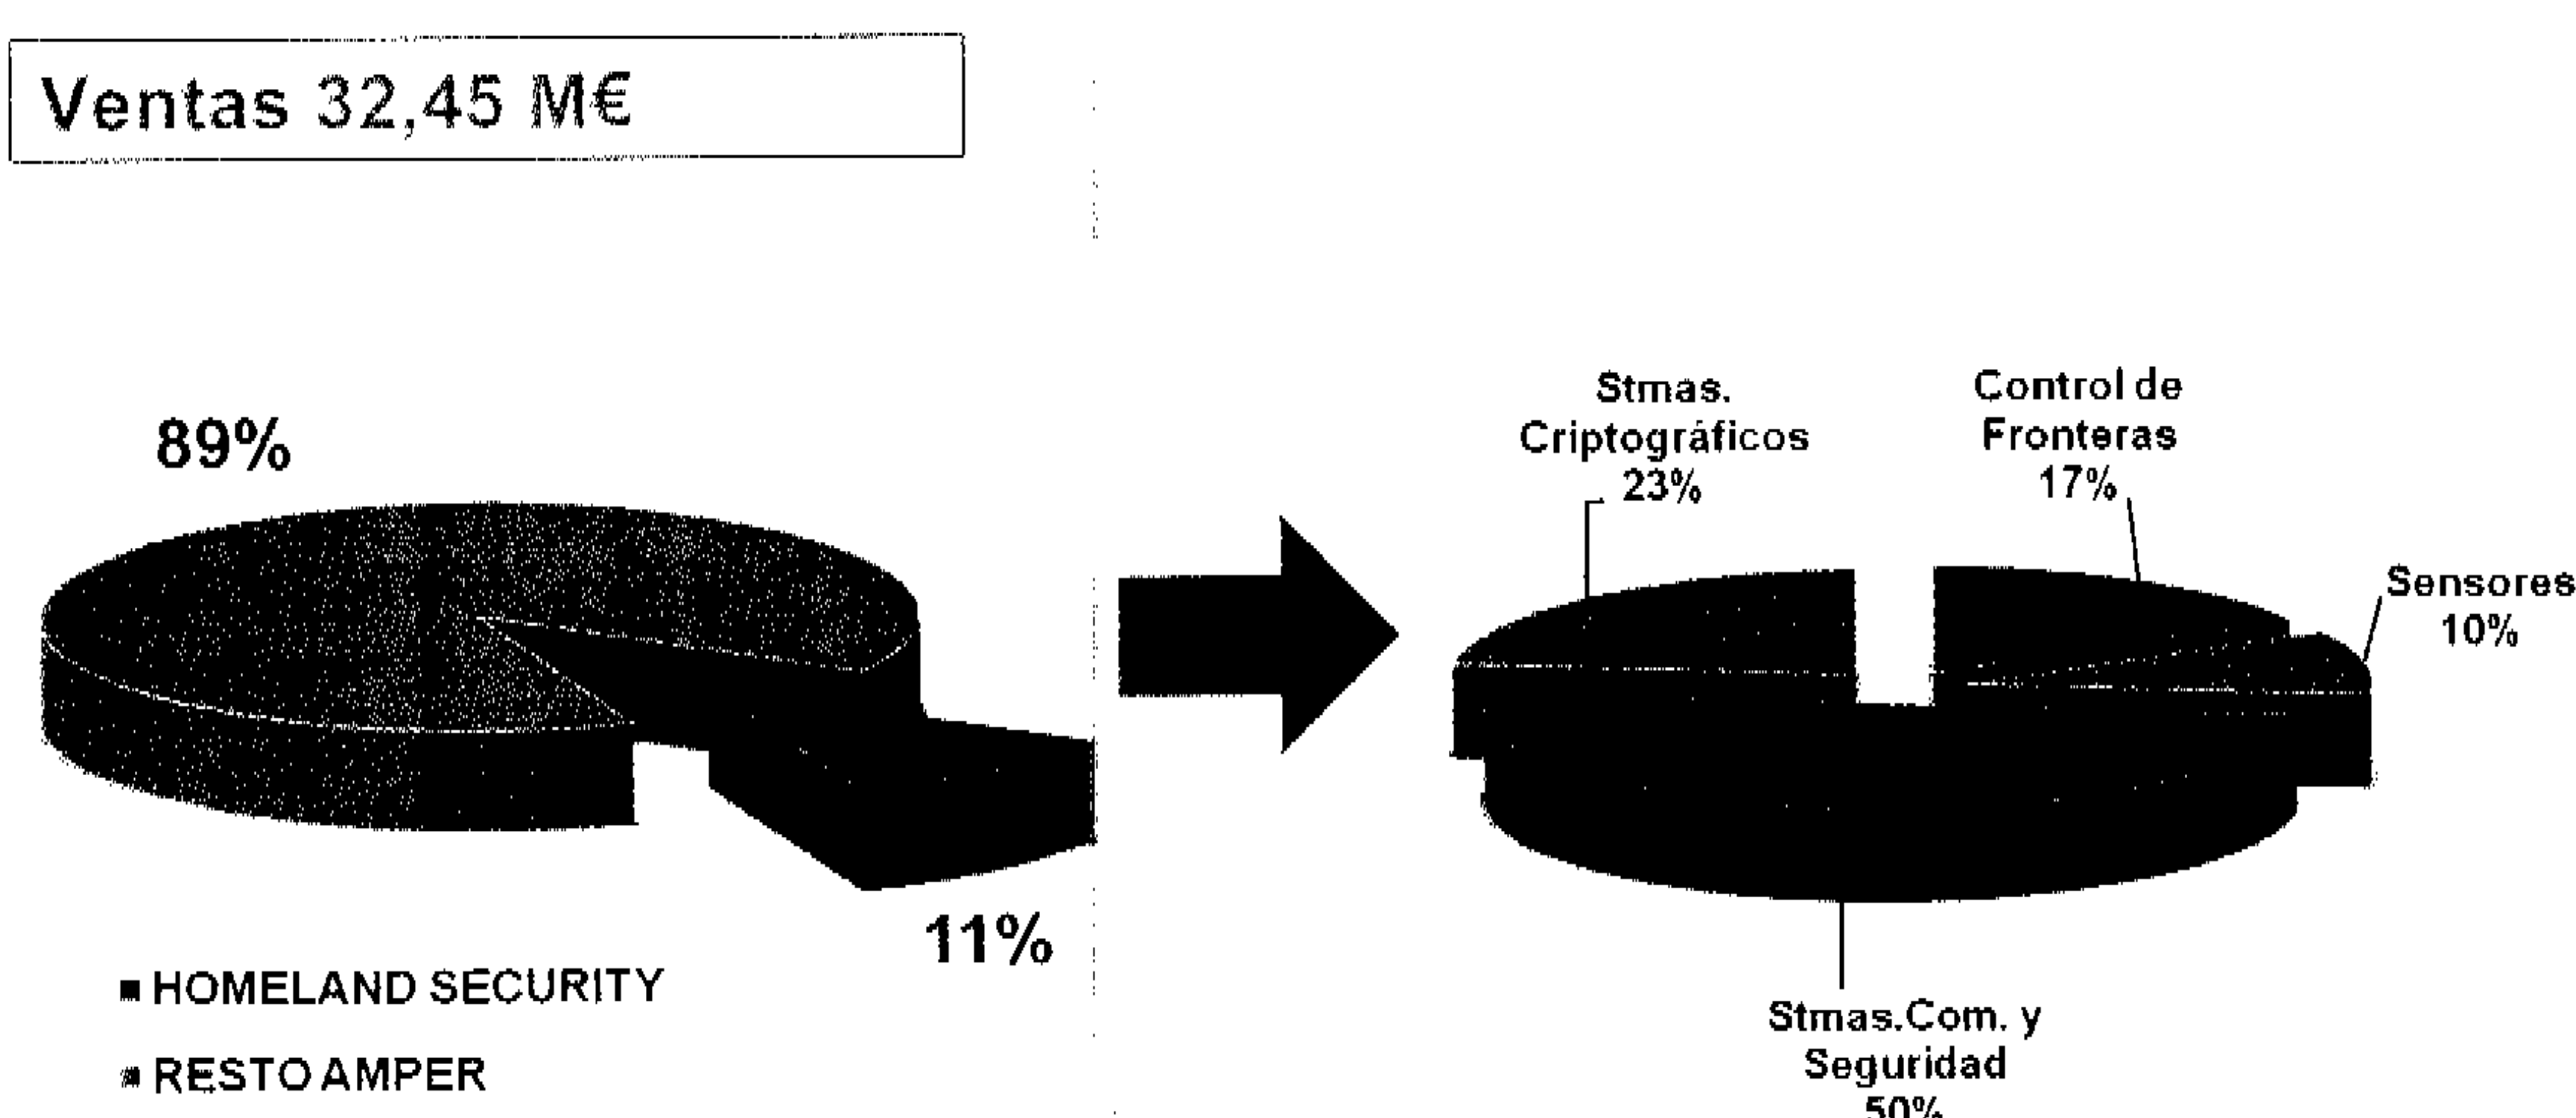 Ventas 32,45 M€
89%
11%
HOMELAND SECURITY
RESTO AMPER
Stmas.
Criptográficos
23%
Control de
Fronteras
17%
Sensores
10%
Stmas.Com. y
Seguridad
50%